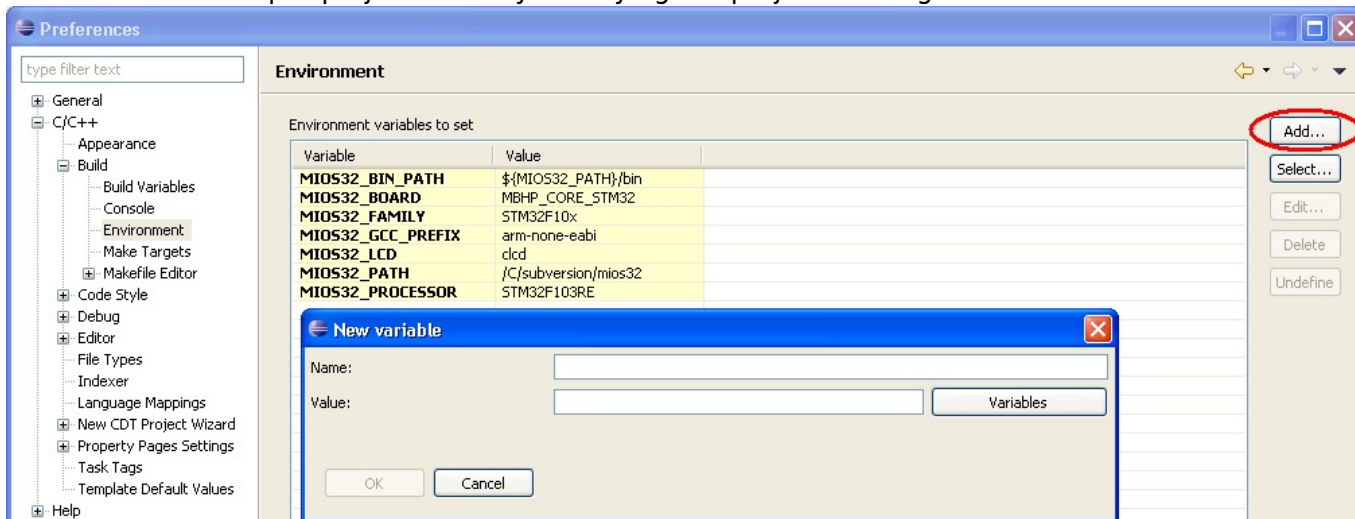 Preferences
type filter text
Environment
General
C/C++
Appearance
Build
Build Variables
Console
Environment
Make Targets
Makefile Editor
Code Style
Debug
Editor
File Types
Indexer
Language Mappings
New CDT Project Wizard
Property Pages Settings
Task Tags
Template Default Values
Help
Environment variables to set
Variable Value
MIOS32_BIN_PATH ${MIOS32_PATH}/bin
MIOS32_BOARD MBHP_CORE_STM32
MIOS32_FAMILY STM32F10x
MIOS32_GCC_PREFIX arm-none-eabi
MIOS32_LCD clcd
MIOS32_PATH /C/subversion/mios32
MIOS32_PROCESSOR STM32F103RE
Add...
Select...
Edit...
Delete
Undefine
New variable
Name:
Value:
Variables
OK Cancel